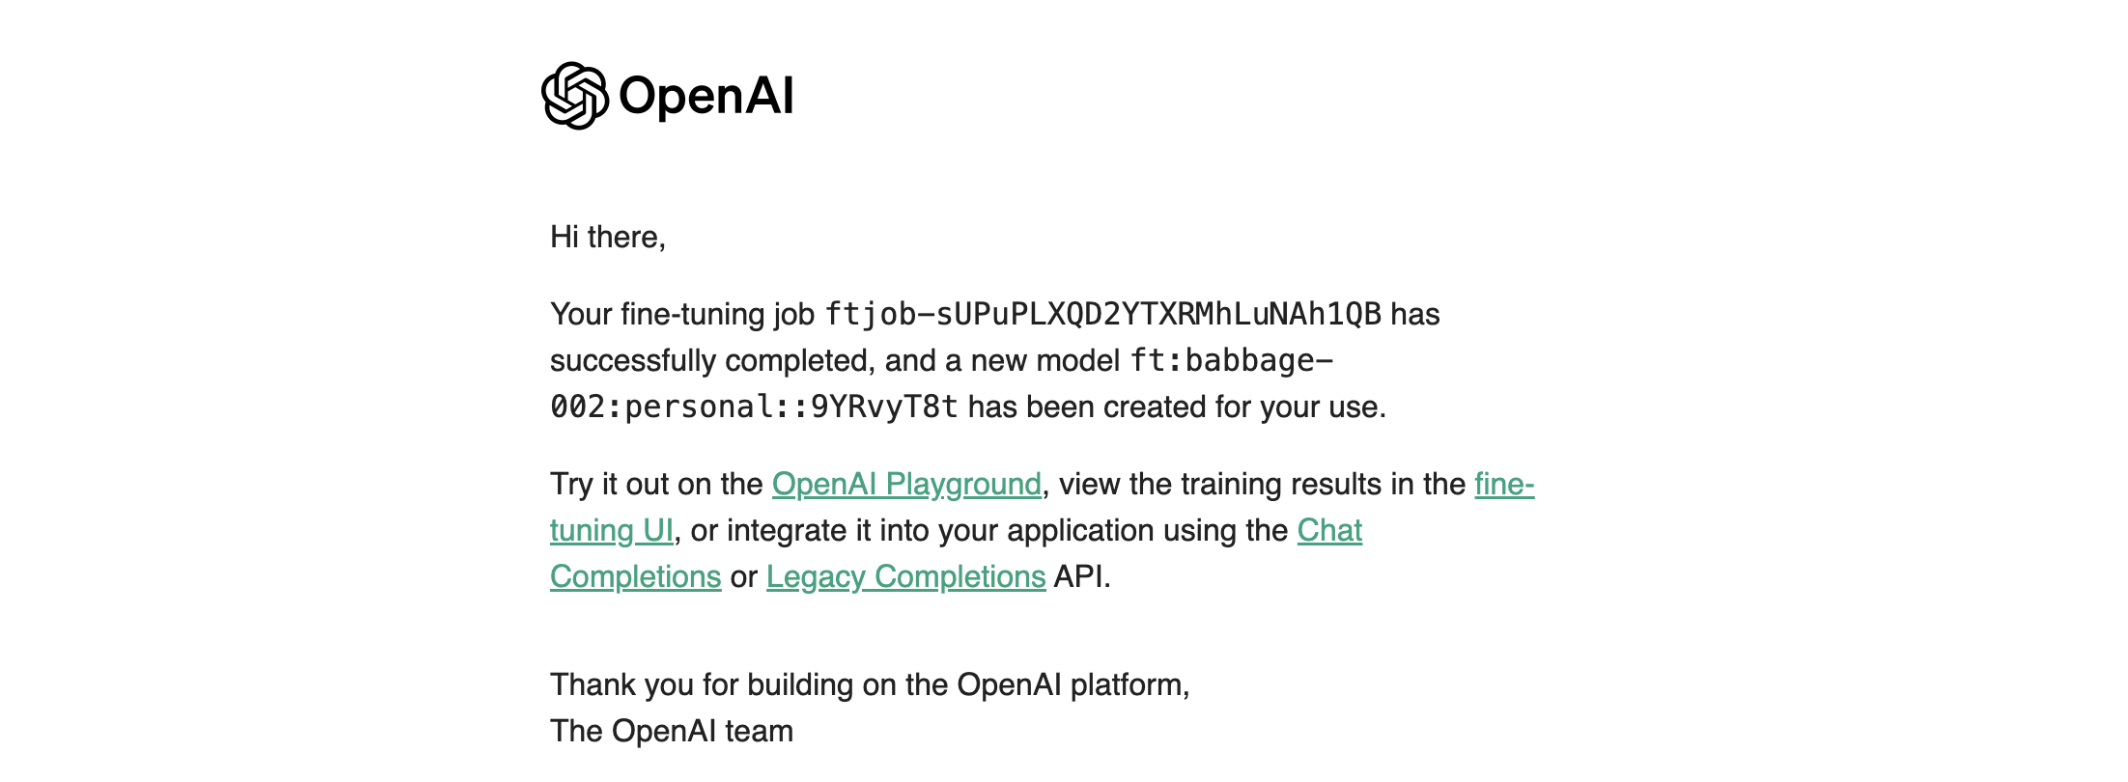 OpenAI
Hi there,
Your fine-tuning job ftjob-sUPuPLXQD2YTXRMhLuNAh1QB has
successfully completed, and a new model ft:babbage-
002:personal::9YRvyT8t has been created for your use.
Try it out on the OpenAI Playground, view the training results in the fine-
tuning UI, or integrate it into your application using the Chat
Completions or Legacy Completions API.
Thank you for building on the OpenAI platform,
The OpenAI team